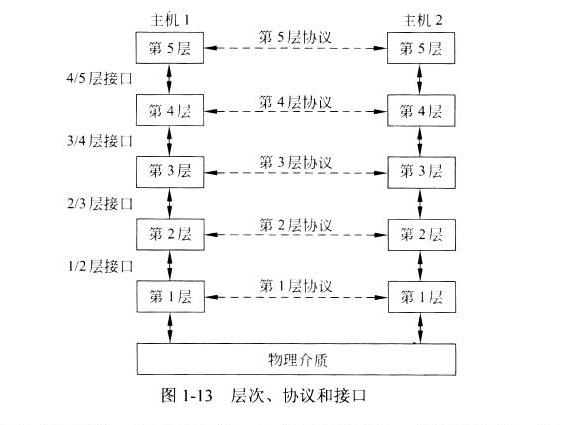 主机 1 主机 2
第 5 层 第 5 层协议 第 5 层
4/5层接口
第 4 层 第 4 层协议 第 4 层
3/4层接口
第 3 层 第 3 层协议 第 3 层
2/3层接口
第 2 层 第 2 层协议 第 2 层
1/2层接口
第 1 层 第 1 层协议 第 1 层
物理介质
图 1-13 层次、协议和接口